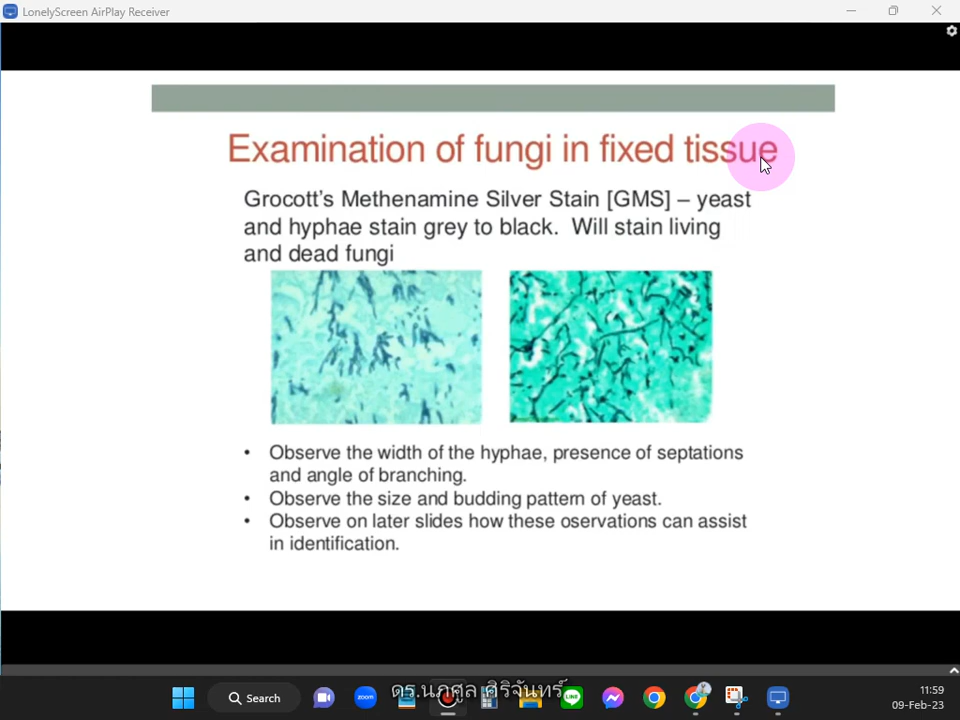 LonelyScreen AirPlay Receiver
Examination of fungi in fixed tissue
Grocott's Methenamine Silver Stain [GMS] – yeast
and hyphae stain grey to black. Will stain living
and dead fungi
• Observe the width of the hyphae, presence of septations
and angle of branching.
• Observe the size and budding pattern of yeast.
• Observe on later slides how these oservations can assist
in identification.
ดร.นภศูล ศิริจันทร์
Search
zoom
LINE
11:59
09-Feb-23